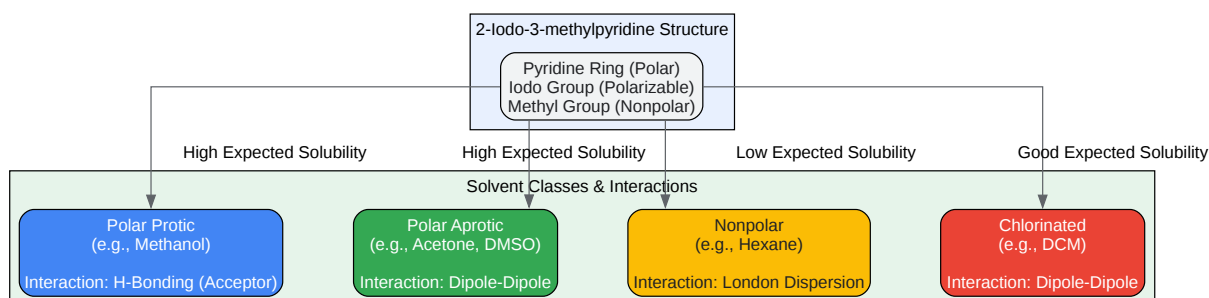 2-Iodo-3-methylpyridine Structure
Pyridine Ring (Polar)
Iodo Group (Polarizable)
Methyl Group (Nonpolar)
High Expected Solubility
High Expected Solubility
Low Expected Solubility
Good Expected Solubility
Solvent Classes & Interactions
Polar Protic
(e.g., Methanol)
Interaction: H-Bonding (Acceptor)
Polar Aprotic
(e.g., Acetone, DMSO)
Interaction: Dipole-Dipole
Nonpolar
(e.g., Hexane)
Interaction: London Dispersion
Chlorinated
(e.g., DCM)
Interaction: Dipole-Dipole